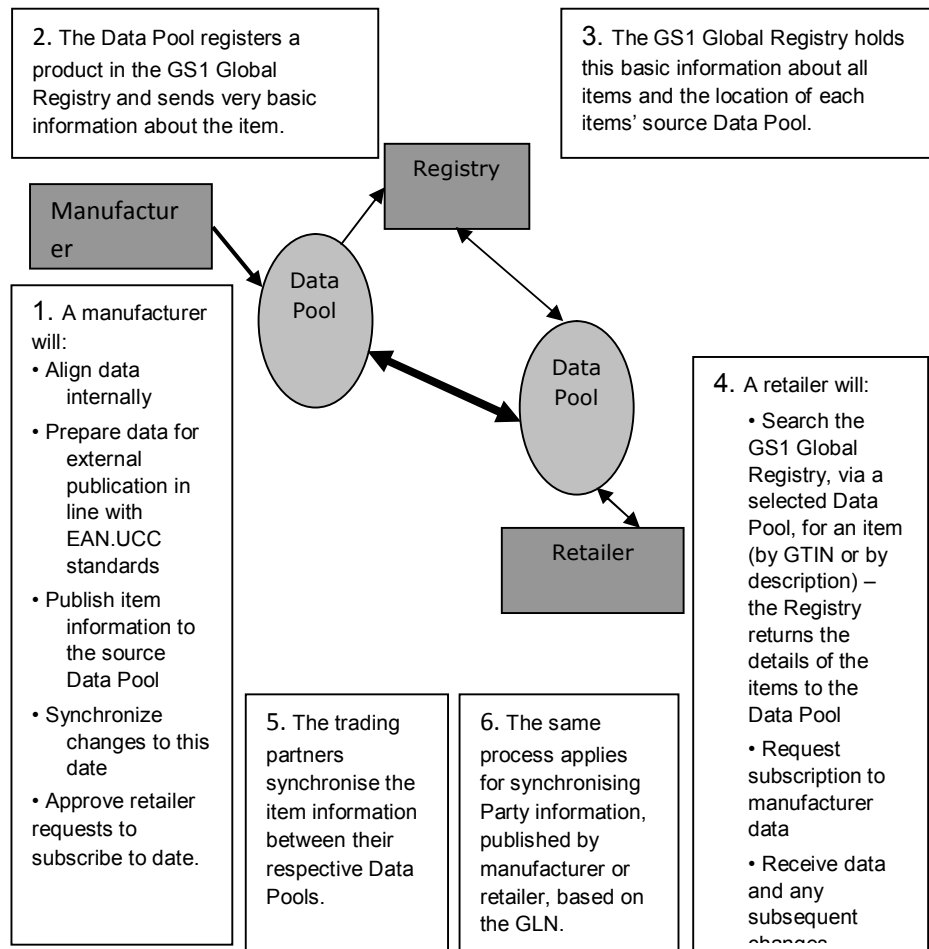 2. The Data Pool registers a
product in the GS1 Global
Registry and sends very basic
information about the item.
3. The GS1 Global Registry holds
this basic information about all
items and the location of each
items’ source Data Pool.
Registry
Manufactur
er
Data
Pool
Data
Pool
Retailer
1. A manufacturer
will:
• Align data
internally
• Prepare data for
external
publication in
line with
EAN.UCC
standards
• Publish item
information to
the source
Data Pool
• Synchronize
changes to this
date
• Approve retailer
requests to
subscribe to date.
4. A retailer will:
• Search the
GS1 Global
Registry, via a
selected Data
Pool, for an item
(by GTIN or by
description) –
the Registry
returns the
details of the
items to the
Data Pool
• Request
subscription to
manufacturer
data
• Receive data
and any
subsequent
changes
5. The trading
partners
synchronise the
item information
between their
respective Data
Pools.
6. The same
process applies
for synchronising
Party information,
published by
manufacturer or
retailer, based on
the GLN.